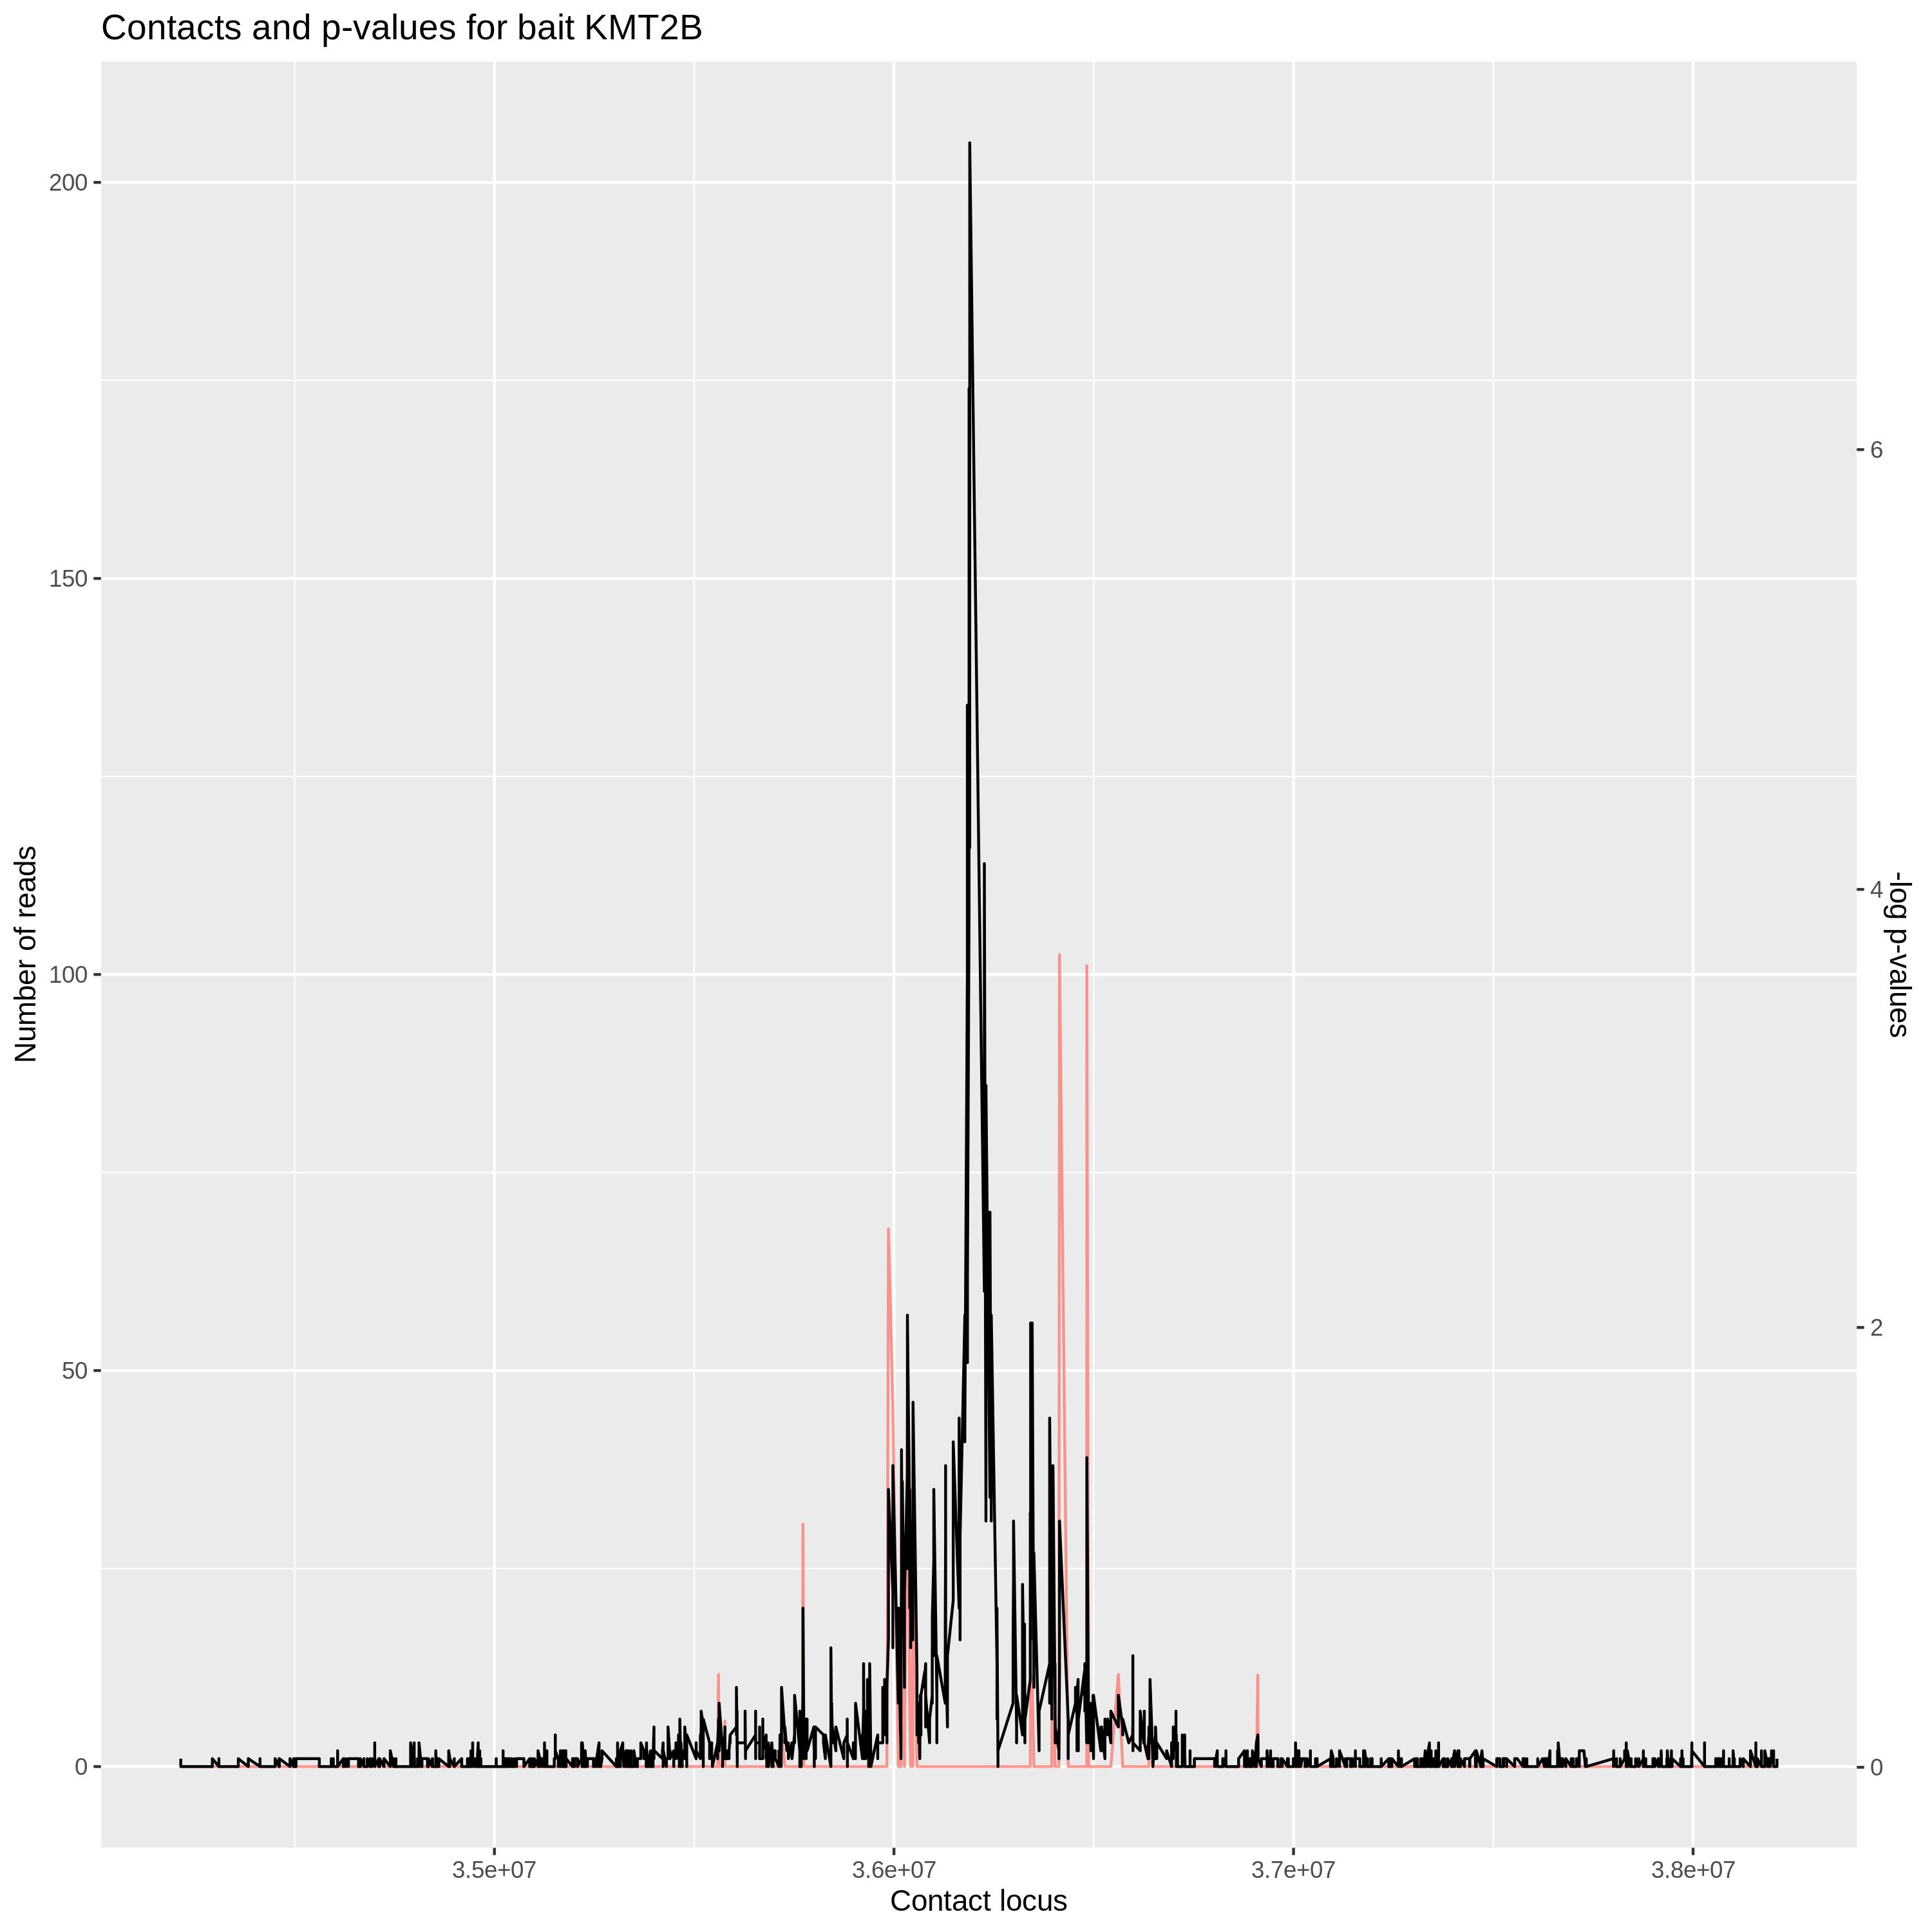 Contacts and p-values for bait KMT2B
200
150
100
50
0
Number of reads
6
4
2
0
-log p-values
3.5e+07
3.6e+07
3.7e+07
3.8e+07
Contact locus